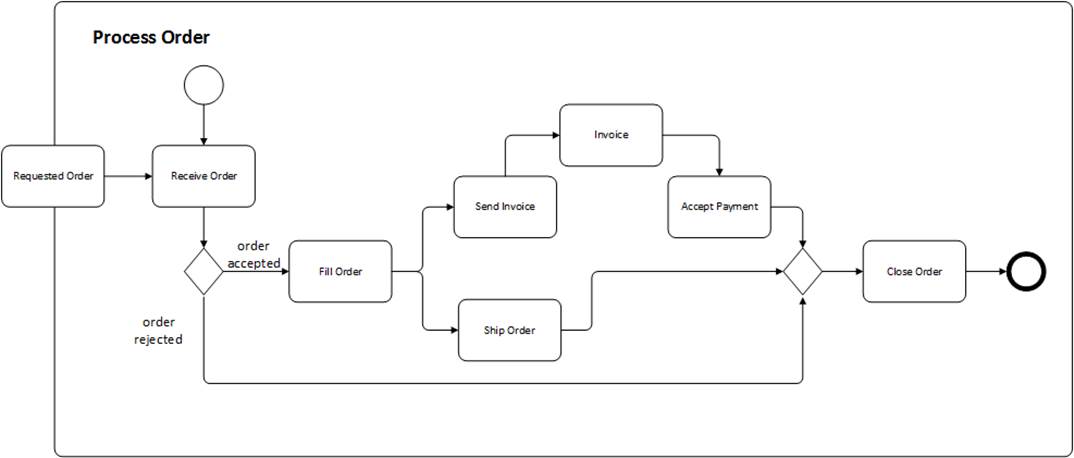 Process Order
Invoice
Requested Order
Receive Order
Send Invoice
Accept Payment
order
accepted
Fill Order
Close Order
order
rejected
Ship Order